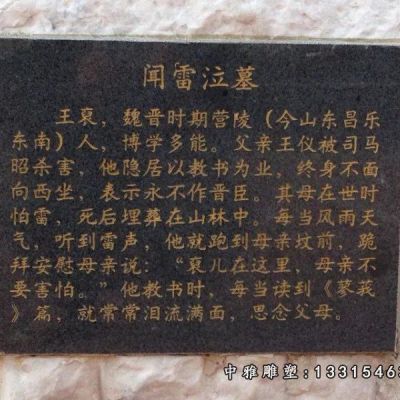 闻雷泣墓
王裒，魏晋时期营陵（今山东昌乐
东南）人，博学多能。父亲王仪被司马
昭杀害，他隐居以教书为业，终身不面
向西坐，表示永不作晋臣。其母在世时
怕雷，死后埋葬在山林中。每当风雨天
气，听到雷声，他就跑到母亲坟前，跪
拜安慰母亲说：“裒儿在这里，母亲不
要害怕。”他教书时，每当读到《蓼莪
》篇，就常常泪流满面，思念父母。
中雅雕塑:13315463